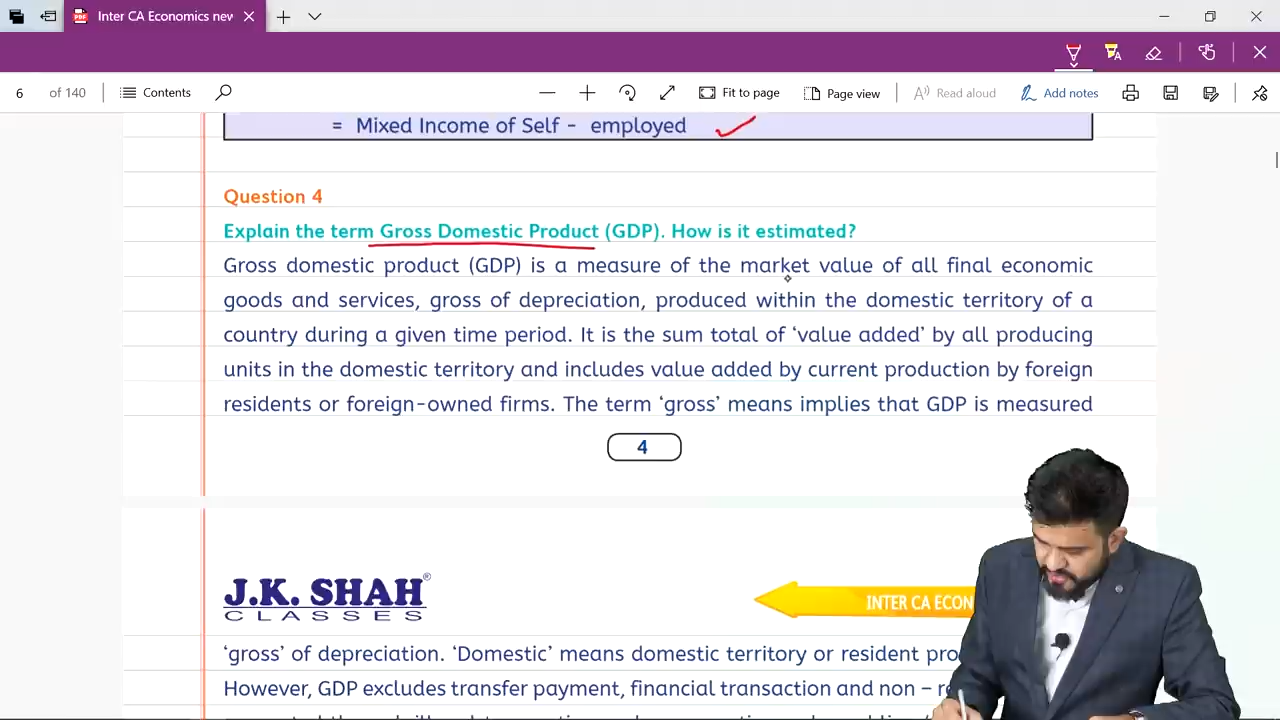 Inter CA Economics new
6 of 140 Contents Fit to page Page view Read aloud Add notes
= Mixed Income of Self - employed
Question 4
Explain the term Gross Domestic Product (GDP). How is it estimated?
Gross domestic product (GDP) is a measure of the market value of all final economic
goods and services, gross of depreciation, produced within the domestic territory of a
country during a given time period. It is the sum total of ‘value added’ by all producing
units in the domestic territory and includes value added by current production by foreign
residents or foreign-owned firms. The term ‘gross’ means implies that GDP is measured
4
J.K. SHAH®
CLASSES
INTER CA ECON
‘gross’ of depreciation. ‘Domestic’ means domestic territory or resident
However, GDP excludes transfer payment, financial transaction and non –